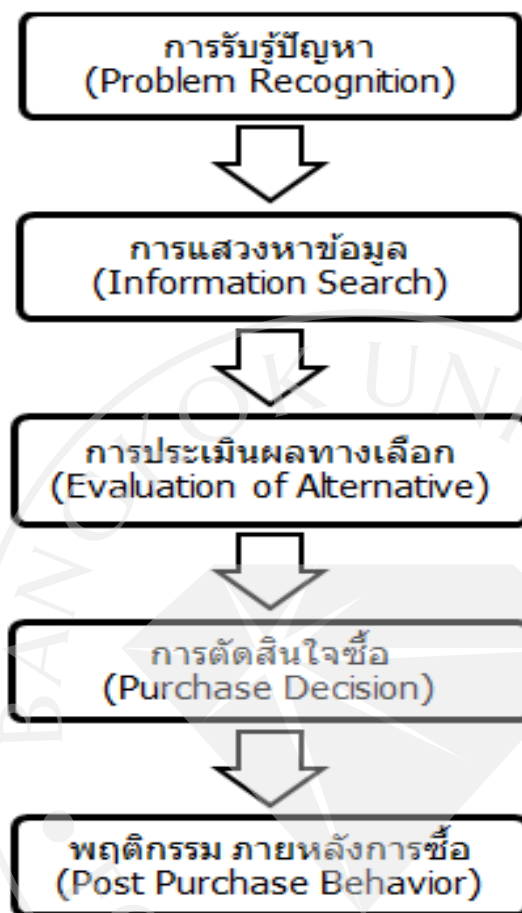 การรับรู้ปัญหา
(Problem Recognition)
การแสวงหาข้อมูล
(Information Search)
การประเมินผลทางเลือก
(Evaluation of Alternative)
การตัดสินใจซื้อ
(Purchase Decision)
พฤติกรรม ภายหลังการซื้อ
(Post Purchase Behavior)
BANGKOK UNI